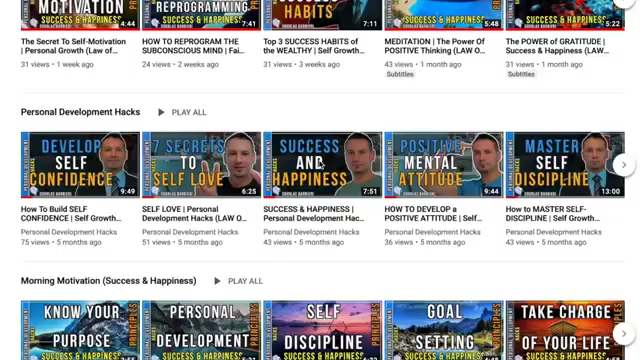 MOTIVATION
SUCCESS & HAPPINESS
4:44
REPROGRAMMING
SUCCESS & HAPPINESS
7:41
HABITS
SUCCESS & HAPPINESS
7:11
SUCCESS & HAPPINESS
5:48
SUCCESS & HAPPINESS
5:22
The Secret To Self-Motivation
| Personal Growth (Law of…
31 views • 1 week ago
HOW TO REPROGRAM THE
SUBCONSCIOUS MIND | Fai…
24 views • 2 weeks ago
Top 3 SUCCESS HABITS of
the WEALTHY | Self Growth…
31 views • 3 weeks ago
MEDITATION | The Power Of
POSITIVE Thinking (LAW O…
43 views • 1 month ago
Subtitles
The POWER of GRATITUDE |
Success & Happiness (LAW…
31 views • 1 month ago
Subtitles
Personal Development Hacks
PLAY ALL
DEVELOP
SELF
CONFIDENCE
9:49
7 SECRETS
TO
SELF LOVE
6:25
SUCCESS
AND
HAPPINESS
7:51
POSITIVE
MENTAL
ATTITUDE
9:44
MASTER
SELF
DISCIPLINE
13:00
How To Build SELF
CONFIDENCE | Self Growth…
Personal Development Hacks
75 views • 5 months ago
SELF LOVE | Personal
Development Hacks (LAW O…
Personal Development Hacks
51 views • 5 months ago
SUCCESS & HAPPINESS |
Personal Development Hac…
Personal Development Hacks
43 views • 5 months ago
HOW TO DEVELOP a
POSITIVE ATTITUDE | Self…
Personal Development Hacks
36 views • 5 months ago
How to MASTER SELF-
DISCIPLINE | Self Growth…
Personal Development Hacks
43 views • 5 months ago
Morning Motivation (Success & Happiness)
PLAY ALL
KNOW YOUR
PURPOSE
SUCCESS & HAPPINESS
PRINCIPLES
PERSONAL
DEVELOPMENT
SUCCESS & HAPPINESS
PRINCIPLES
SELF
DISCIPLINE
SUCCESS & HAPPINESS
PRINCIPLES
GOAL
SETTING
SUCCESS & HAPPINESS
PRINCIPLES
TAKE CHARGE
OF YOUR LIFE
SUCCESS & HAPPINESS
PRINCIPLES